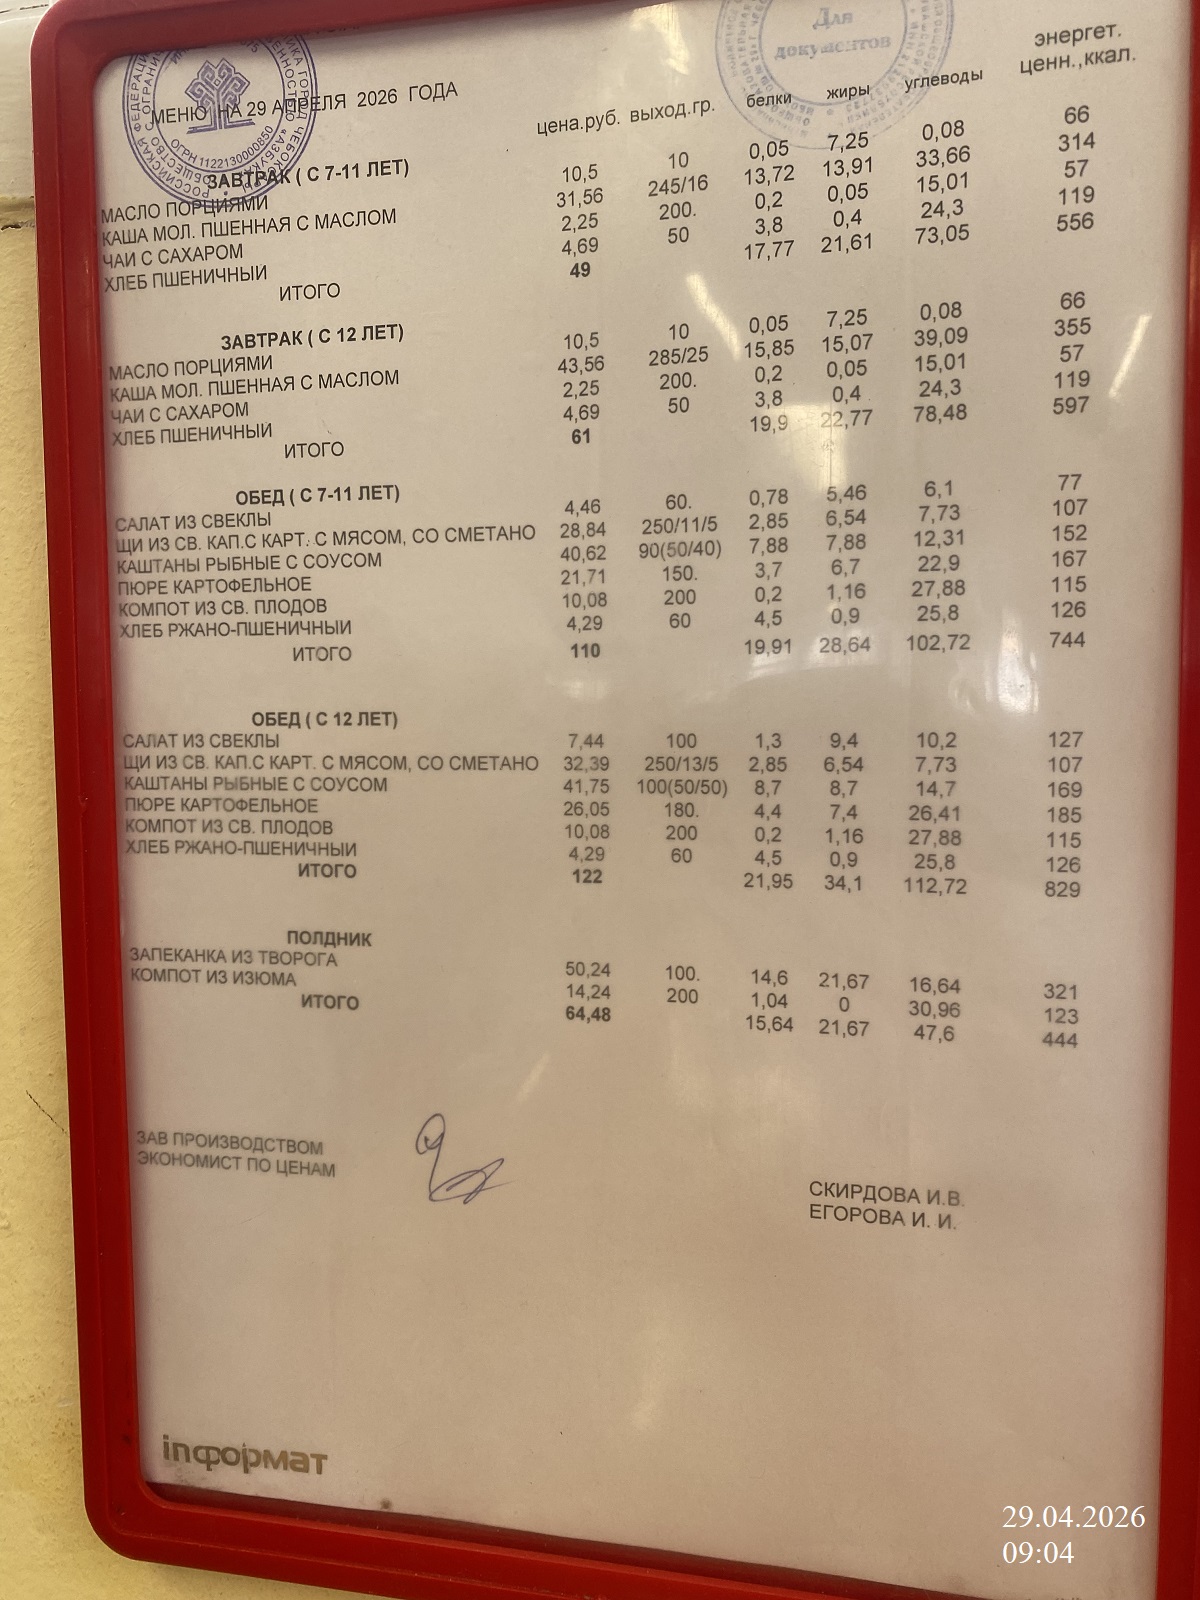 Для
документов
МЕНЮ НА 29 АПРЕЛЯ 2026 ГОДА цена.руб. выход.гр. белки жиры углеводы энергет. ценн.,ккал.
ОГРН 1122130000850
ЗАВТРАК ( С 7-11 ЛЕТ)
МАСЛО ПОРЦИЯМИ 10,5 10 0,05 7,25 0,08 66
КАША МОЛ. ПШЕННАЯ С МАСЛОМ 31,56 245/16 13,72 13,91 33,66 314
ЧАИ С САХАРОМ 2,25 200. 0,2 0,05 15,01 57
ХЛЕБ ПШЕНИЧНЫЙ 4,69 50 3,8 0,4 24,3 119
ИТОГО 49 17,77 21,61 73,05 556
ЗАВТРАК ( С 12 ЛЕТ)
МАСЛО ПОРЦИЯМИ 10,5 10 0,05 7,25 0,08 66
КАША МОЛ. ПШЕННАЯ С МАСЛОМ 43,56 285/25 15,85 15,07 39,09 355
ЧАИ С САХАРОМ 2,25 200. 0,2 0,05 15,01 57
ХЛЕБ ПШЕНИЧНЫЙ 4,69 50 3,8 0,4 24,3 119
ИТОГО 61 19,9 22,77 78,48 597
ОБЕД ( С 7-11 ЛЕТ)
САЛАТ ИЗ СВЕКЛЫ 4,46 60. 0,78 5,46 6,1 77
ЩИ ИЗ СВ. КАП.С КАРТ. С МЯСОМ, СО СМЕТАНО 28,84 250/11/5 2,85 6,54 7,73 107
КАШТАНЫ РЫБНЫЕ С СОУСОМ 40,62 90(50/40) 7,88 7,88 12,31 152
ПЮРЕ КАРТОФЕЛЬНОЕ 21,71 150. 3,7 6,7 22,9 167
КОМПОТ ИЗ СВ. ПЛОДОВ 10,08 200 0,2 1,16 27,88 115
ХЛЕБ РЖАНО-ПШЕНИЧНЫЙ 4,29 60 4,5 0,9 25,8 126
ИТОГО 110 19,91 28,64 102,72 744
ОБЕД ( С 12 ЛЕТ)
САЛАТ ИЗ СВЕКЛЫ 7,44 100 1,3 9,4 10,2 127
ЩИ ИЗ СВ. КАП.С КАРТ. С МЯСОМ, СО СМЕТАНО 32,39 250/13/5 2,85 6,54 7,73 107
КАШТАНЫ РЫБНЫЕ С СОУСОМ 41,75 100(50/50) 8,7 8,7 14,7 169
ПЮРЕ КАРТОФЕЛЬНОЕ 26,05 180. 4,4 7,4 26,41 185
КОМПОТ ИЗ СВ. ПЛОДОВ 10,08 200 0,2 1,16 27,88 115
ХЛЕБ РЖАНО-ПШЕНИЧНЫЙ 4,29 60 4,5 0,9 25,8 126
ИТОГО 122 21,95 34,1 112,72 829
ПОЛДНИК
ЗАПЕКАНКА ИЗ ТВОРОГА 50,24 100. 14,6 21,67 16,64 321
КОМПОТ ИЗ ИЗЮМА 14,24 200 1,04 0 30,96 123
ИТОГО 64,48 15,64 21,67 47,6 444
ЗАВ ПРОИЗВОДСТВОМ СКИРДОВА И.В.
ЭКОНОМИСТ ПО ЦЕНАМ ЕГОРОВА И. И.
inформат
29.04.2026
09:04